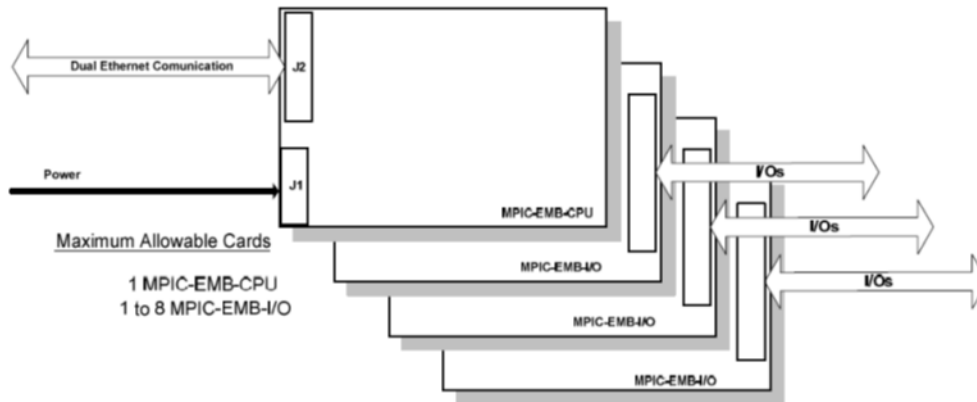 J2
Dual Ethernet Comunication
Power
J1
I/Os
MPIC-EMB-CPU
I/Os
Maximum Allowable Cards
MPIC-EMB-I/O
1 MPIC-EMB-CPU
I/Os
1 to 8 MPIC-EMB-I/O
MPIC-EMB-I/O
MPIC-EMB-I/O